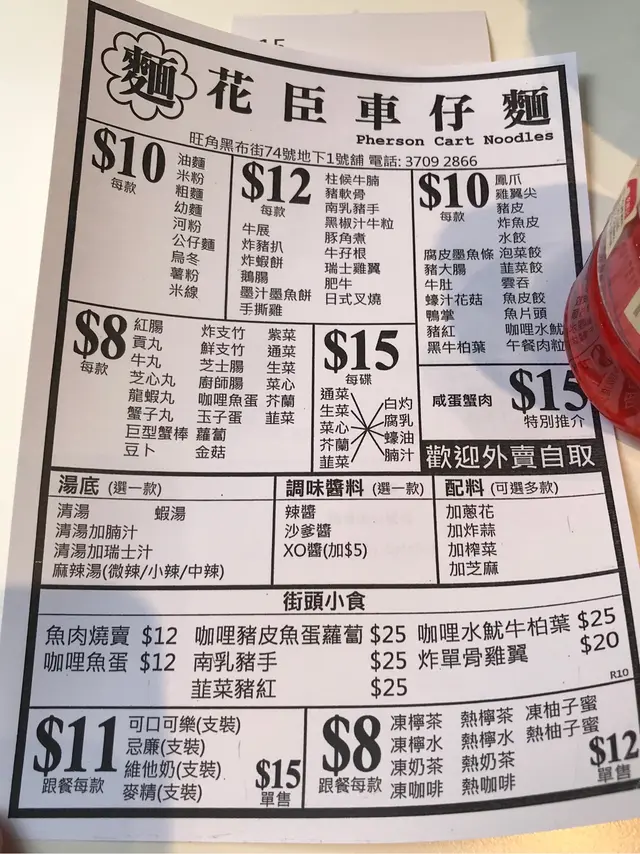 15
麵 花臣車仔麵
Pherson Cart Noodles
旺角黑布街74號地下1號舖 電話: 3709 2866
$10
每款
油麵
米粉
粗麵
幼麵
河粉
公仔麵
烏冬
薯粉
米線
$12
每款
牛展
炸豬扒
炸蝦餅
鵝腸
墨汁墨魚餅
手撕雞
柱候牛腩
豬軟骨
南乳豬手
黑椒汁牛粒
豚角煮
牛孖根
瑞士雞翼
肥牛
日式叉燒
$10
每款
腐皮墨魚條
豬大腸
牛肚
蠔汁花菇
鴨掌
豬紅
黑牛柏葉
鳳爪
雞翼尖
豬皮
炸魚皮
水餃
泡菜餃
韮菜餃
雲吞
魚皮餃
魚片頭
咖喱水魷
午餐肉粒
$8
每款
紅腸
貢丸
牛丸
芝心丸
龍蝦丸
蟹子丸
巨型蟹棒
豆卜
炸支竹
鮮支竹
芝士腸
廚師腸
咖喱魚蛋
玉子蛋
蘿蔔
金菇
紫菜
通菜
生菜
菜心
芥蘭
韮菜
$15
每碟
通菜
生菜
菜心
芥蘭
韮菜
白灼
腐乳
蠔油
腩汁
咸蛋蟹肉 $15
特別推介
歡迎外賣自取
湯底 (選一款)
清湯 蝦湯
清湯加腩汁
清湯加瑞士汁
麻辣湯(微辣/小辣/中辣)
調味醬料 (選一款)
辣醬
沙爹醬
XO醬(加$5)
配料 (可選多款)
加蔥花
加炸蒜
加榨菜
加芝麻
街頭小食
魚肉燒賣 $12
咖喱魚蛋 $12
咖喱豬皮魚蛋蘿蔔 $25
南乳豬手 $25
韮菜豬紅 $25
咖喱水魷牛柏葉 $25
炸單骨雞翼 $20
R10
$11
跟餐每款
可口可樂(支裝)
忌廉(支裝)
維他奶(支裝)
麥精(支裝)
$15
單售
$8
跟餐每款
凍檸茶
凍檸水
凍奶茶
凍咖啡
熱檸茶
熱檸水
熱奶茶
熱咖啡
凍柚子蜜
熱柚子蜜
$12
單售